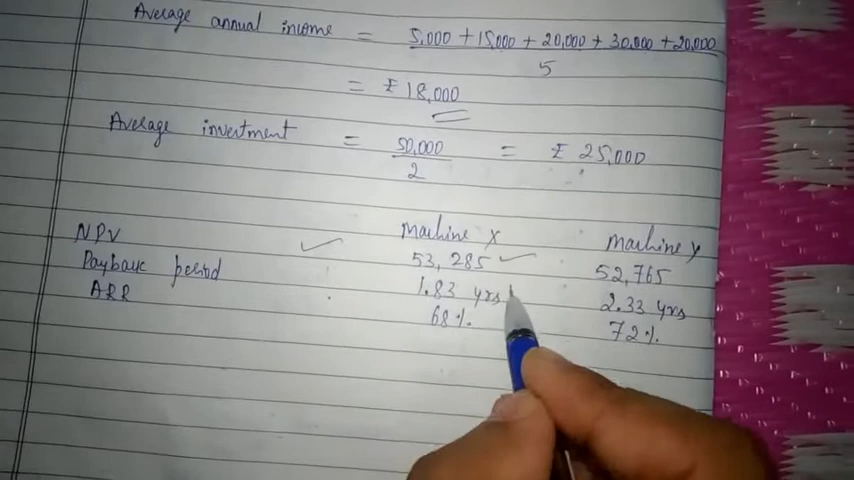 Average annual income = 5,000 + 15,000 + 20,000 + 30,000 + 20,000
5
= ₹ 18,000
Average investment = 50,000 = ₹ 25,000
2
Machine X Machine Y
NPV 53,285 52,765
Payback period 1.83 yrs 2.33 yrs
ARR 68%. 72%.